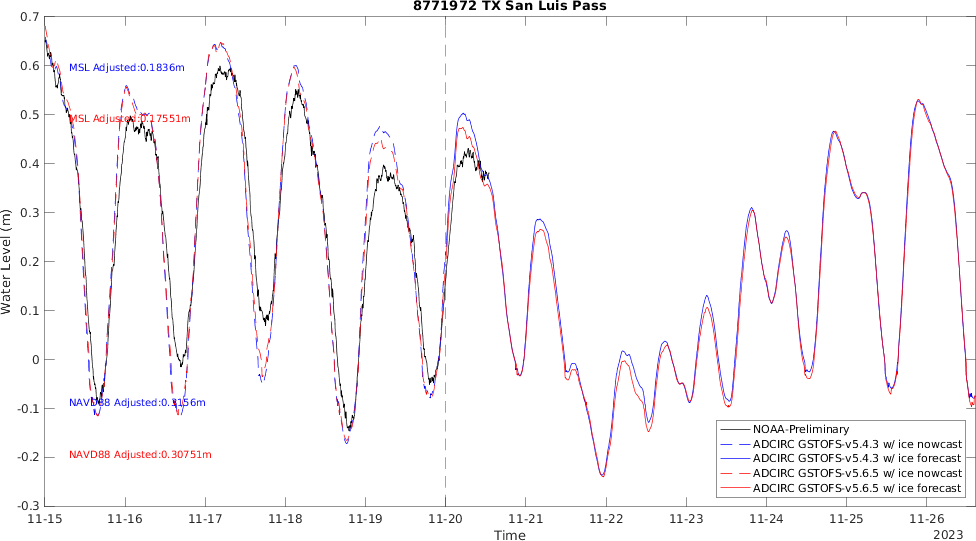 8771972 TX San Luis Pass
0.7
0.6
0.5
0.4
0.3
0.2
0.1
0
-0.1
-0.2
-0.3
Water Level (m)
MSL Adjusted:0.1836m
MSL Adjusted:0.17551m
NAVD88 Adjusted:0.3156m
NAVD88 Adjusted:0.30751m
NOAA-Preliminary
ADCIRC GSTOFS-v5.4.3 w/ ice nowcast
ADCIRC GSTOFS-v5.4.3 w/ ice forecast
ADCIRC GSTOFS-v5.6.5 w/ ice nowcast
ADCIRC GSTOFS-v5.6.5 w/ ice forecast
11-15 11-16 11-17 11-18 11-19 11-20 11-21 11-22 11-23 11-24 11-25 11-26
Time
2023